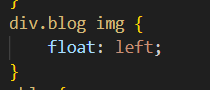 }
div.blog img {
    float: left;
}